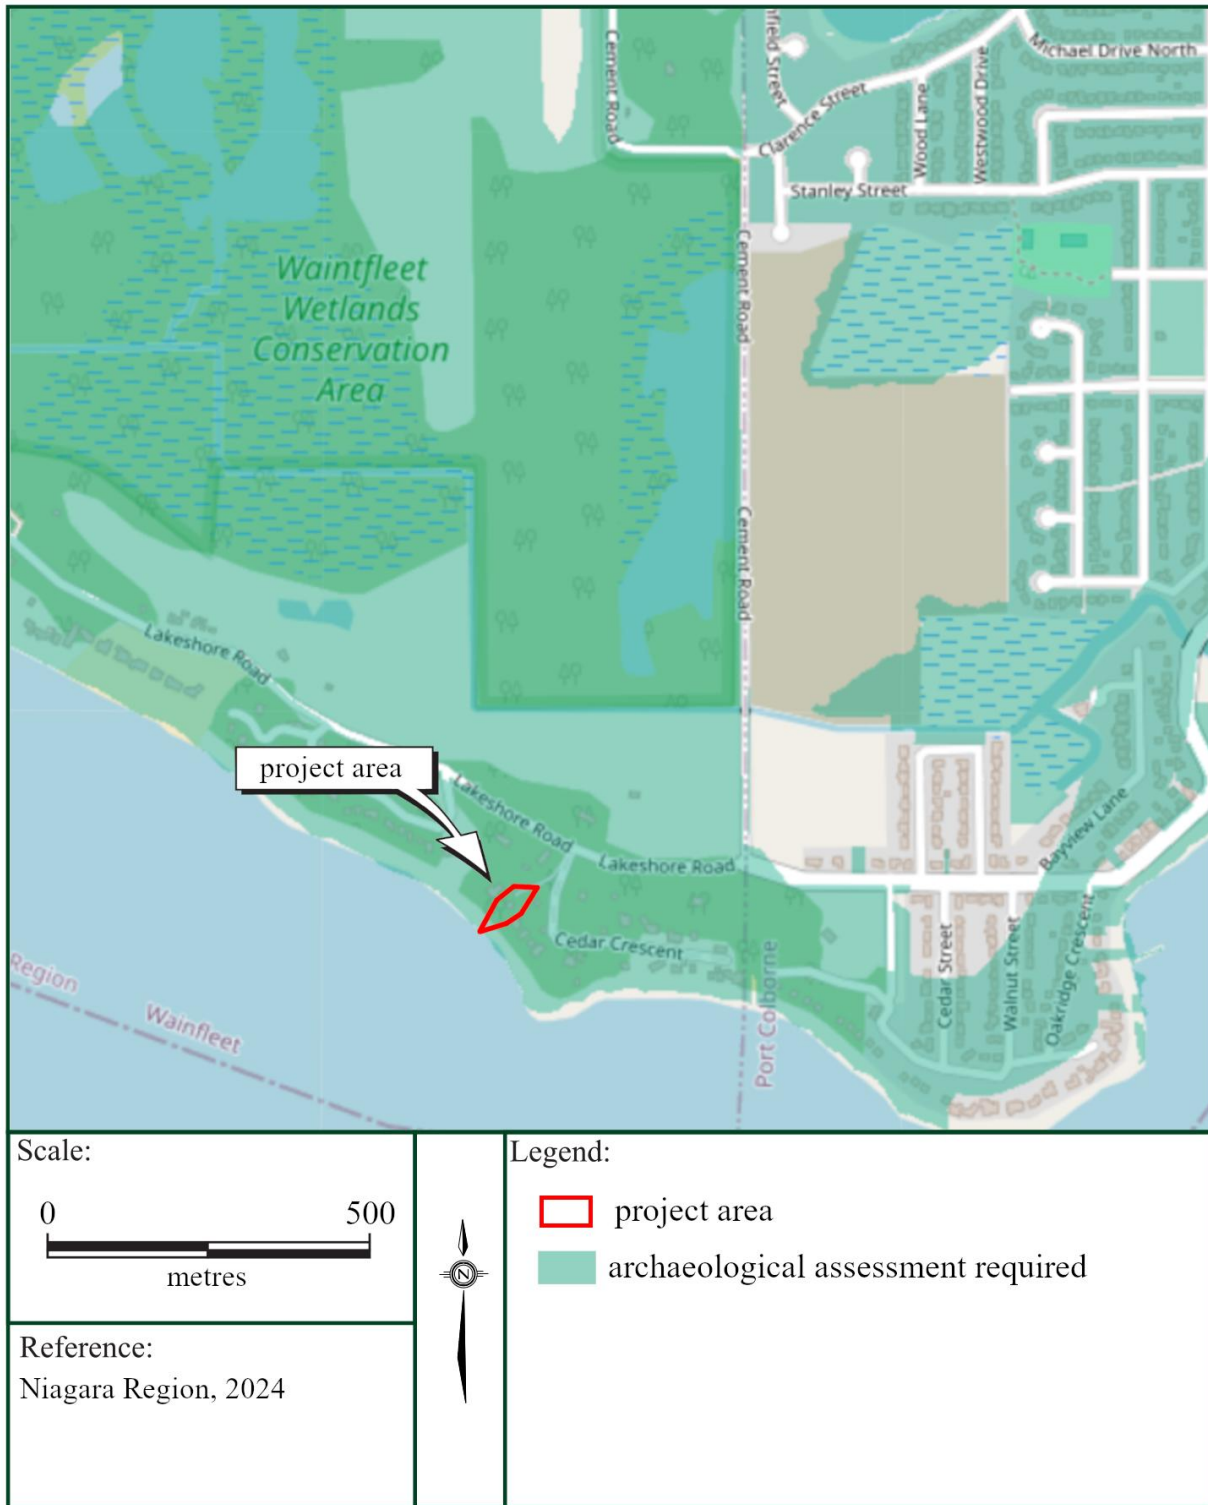 Cement Road
nfield Street
Michael Drive North
Clarence Street
Wood Lane
Westwood Drive
Stanley Street
Waintfleet
Wetlands
Conservation
Area
Cement Road
Cement Road
Lakeshore Road
project area
Lakeshore Road
Lakeshore Road
Bayview Lane
Cedar Crescent
Cedar Street
Walnut Street
Oakridge Crescent
Region
Wainfleet
Port Colborne
Scale:
0 500
metres
Reference:
Niagara Region, 2024
N
Legend:
project area
archaeological assessment required